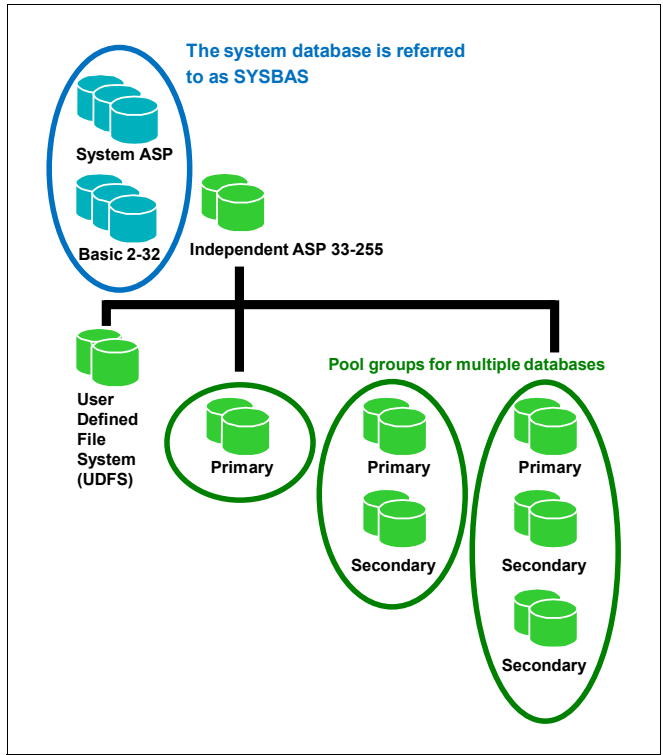 The system database is referred
to as SYSBAS
System ASP
Basic 2-32
Independent ASP 33-255
User
Defined
File
System
(UDFS)
Pool groups for multiple databases
Primary
Primary
Secondary
Primary
Secondary
Secondary